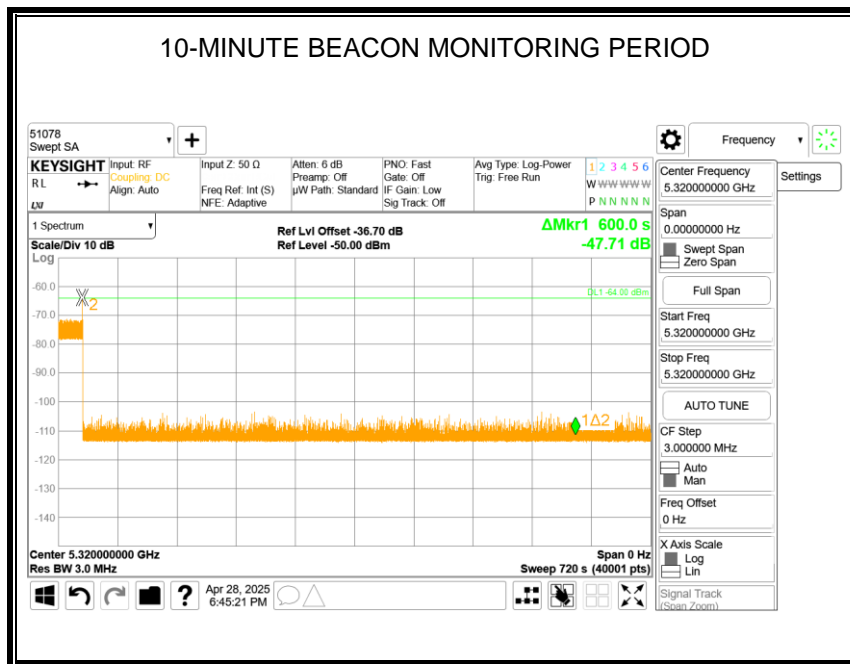 10-MINUTE BEACON MONITORING PERIOD
51078
Swept SA
+
Frequency
Settings
KEYSIGHT
RL
LXI
Input: RF
Coupling: DC
Align: Auto
Input Z: 50 Ω
Freq Ref: Int (S)
NFE: Adaptive
Atten: 6 dB
Preamp: Off
µW Path: Standard
PNO: Fast
Gate: Off
IF Gain: Low
Sig Track: Off
Avg Type: Log-Power
Trig: Free Run
1 2 3 4 5 6
W W W W W W
P N N N N N
1 Spectrum
Scale/Div 10 dB
Log
Ref Lvl Offset -36.70 dB
Ref Level -50.00 dBm
ΔMkr1 600.0 s
-47.71 dB
DL1 -64.00 dBm
-60.0
-70.0
-80.0
-90.0
-100
-110
-120
-130
-140
X
2
1Δ2
Center 5.320000000 GHz
Res BW 3.0 MHz
Span 0 Hz
Sweep 720 s (40001 pts)
?
Apr 28, 2025
6:45:21 PM
Center Frequency
5.320000000 GHz
Span
0.00000000 Hz
Swept Span
Zero Span
Full Span
Start Freq
5.320000000 GHz
Stop Freq
5.320000000 GHz
AUTO TUNE
CF Step
3.000000 MHz
Auto
Man
Freq Offset
0 Hz
X Axis Scale
Log
Lin
Signal Track
(Span Zoom)